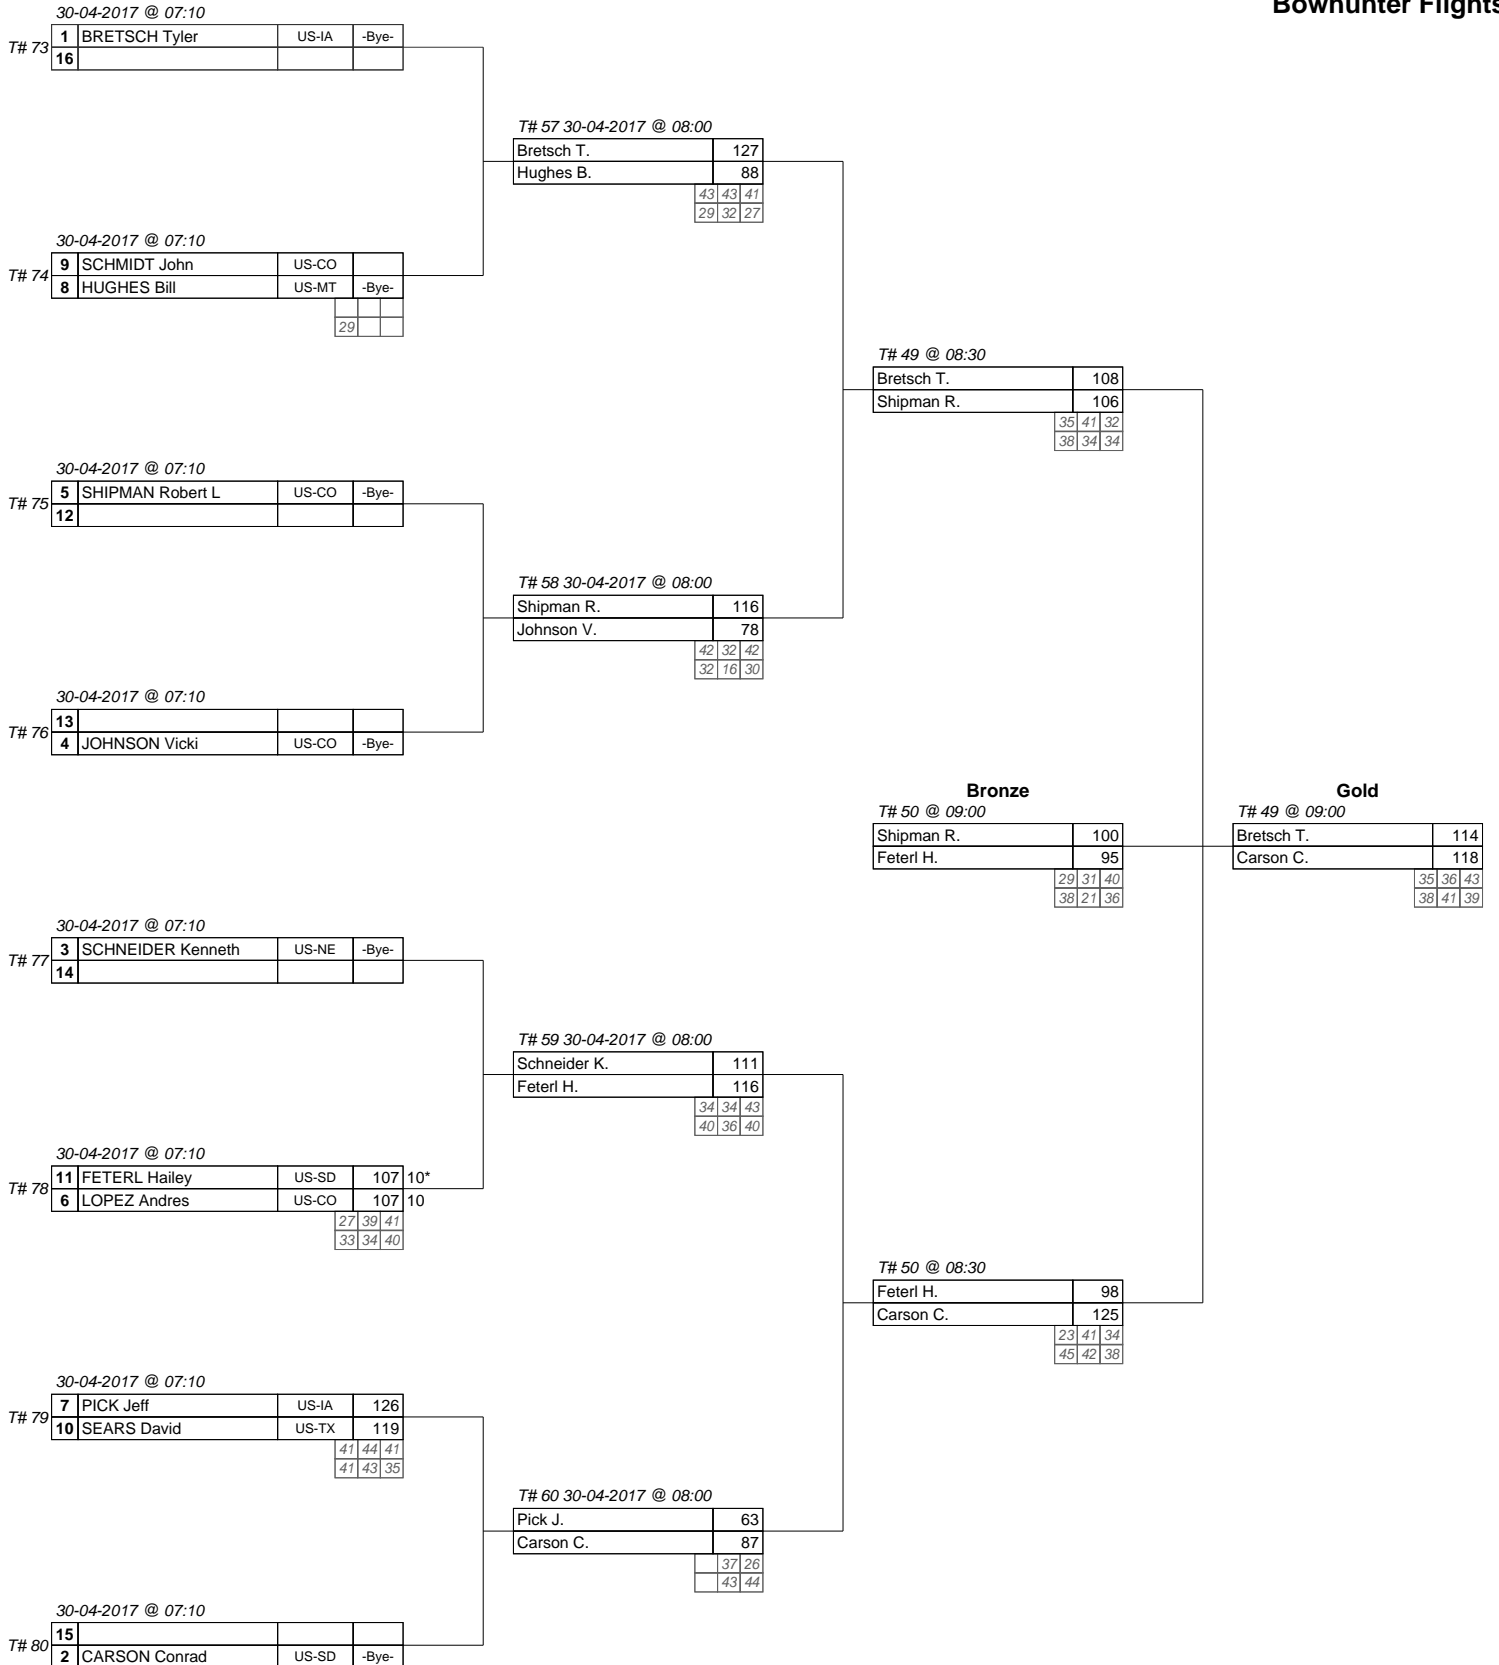 Bowhunter Flights
30-04-2017 @ 07:10
T# 73 1 BRETSCH Tyler US-IA -Bye-
16
T# 57 30-04-2017 @ 08:00
Bretsch T. 127
Hughes B. 88
43 43 41
29 32 27
30-04-2017 @ 07:10
T# 74 9 SCHMIDT John US-CO
8 HUGHES Bill US-MT -Bye-
29
T# 49 @ 08:30
Bretsch T. 108
Shipman R. 106
35 41 32
38 34 34
30-04-2017 @ 07:10
T# 75 5 SHIPMAN Robert L US-CO -Bye-
12
T# 58 30-04-2017 @ 08:00
Shipman R. 116
Johnson V. 78
42 32 42
32 16 30
30-04-2017 @ 07:10
T# 76 13
4 JOHNSON Vicki US-CO -Bye-
Bronze
T# 50 @ 09:00
Shipman R. 100
Feterl H. 95
29 31 40
38 21 36
Gold
T# 49 @ 09:00
Bretsch T. 114
Carson C. 118
35 36 43
38 41 39
30-04-2017 @ 07:10
T# 77 3 SCHNEIDER Kenneth US-NE -Bye-
14
T# 59 30-04-2017 @ 08:00
Schneider K. 111
Feterl H. 116
34 34 43
40 36 40
30-04-2017 @ 07:10
T# 78 11 FETERL Hailey US-SD 107 10*
6 LOPEZ Andres US-CO 107 10
27 39 41
33 34 40
T# 50 @ 08:30
Feterl H. 98
Carson C. 125
23 41 34
45 42 38
30-04-2017 @ 07:10
T# 79 7 PICK Jeff US-IA 126
10 SEARS David US-TX 119
41 44 41
41 43 35
T# 60 30-04-2017 @ 08:00
Pick J. 63
Carson C. 87
37 26
43 44
30-04-2017 @ 07:10
T# 80 15
2 CARSON Conrad US-SD -Bye-